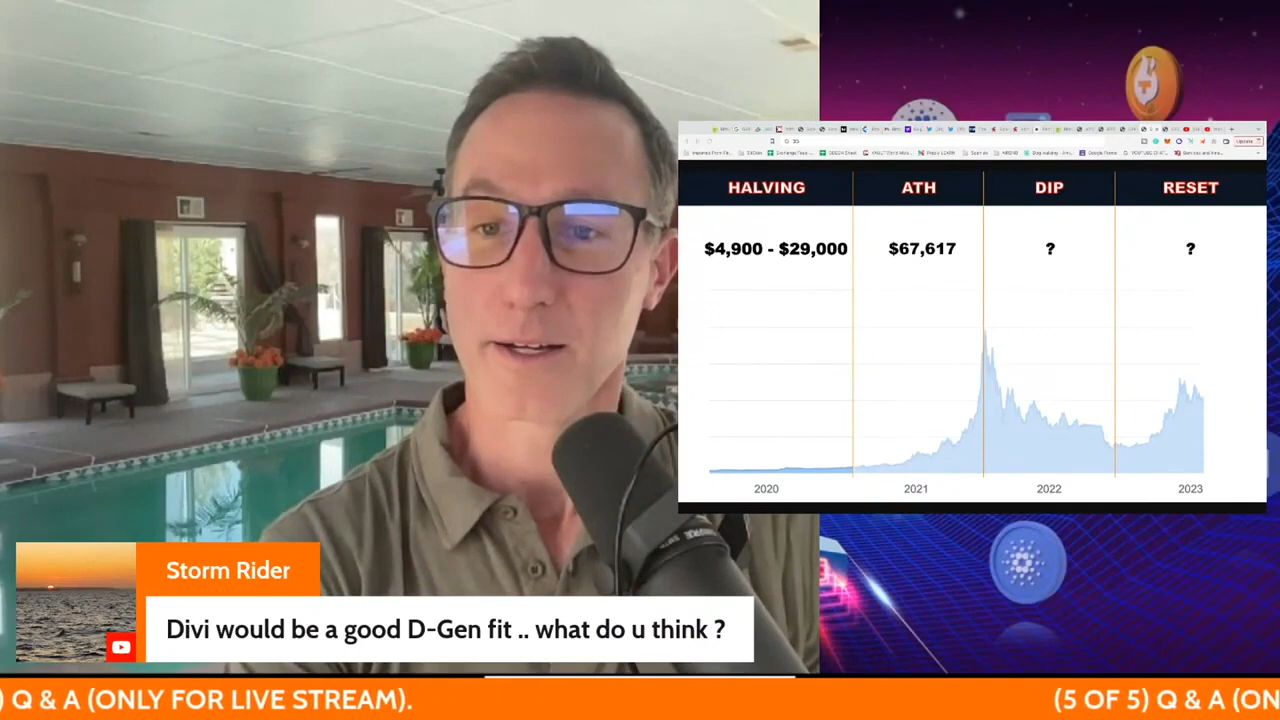 HALVING
ATH
DIP
RESET
$4,900 - $29,000
$67,617
?
?
2020
2021
2022
2023
Storm Rider
Divi would be a good D-Gen fit .. what do u think ?
) Q & A (ONLY FOR LIVE STREAM).
(5 OF 5) Q & A (ON